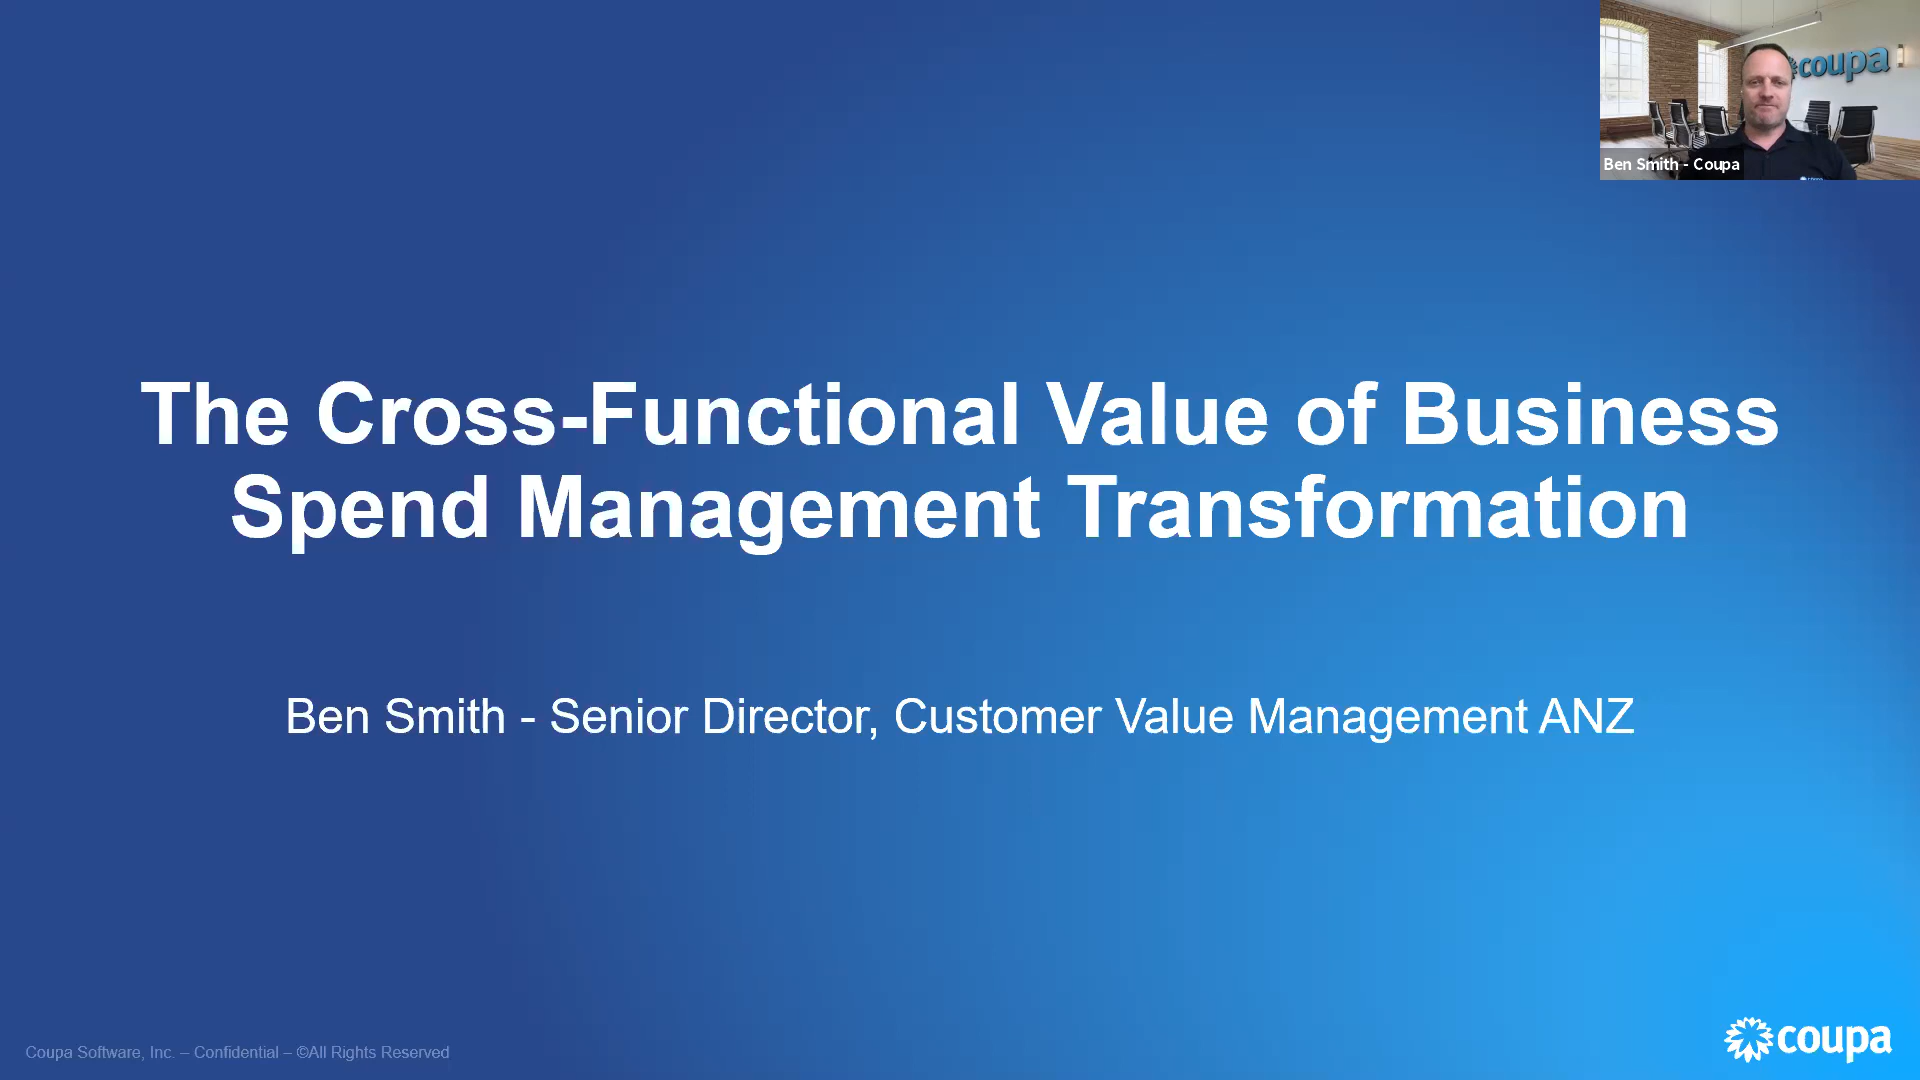 coupa
Ben Smith - Coupa
The Cross-Functional Value of Business
Spend Management Transformation
Ben Smith - Senior Director, Customer Value Management ANZ
Coupa Software, Inc. – Confidential – ©All Rights Reserved
coupa